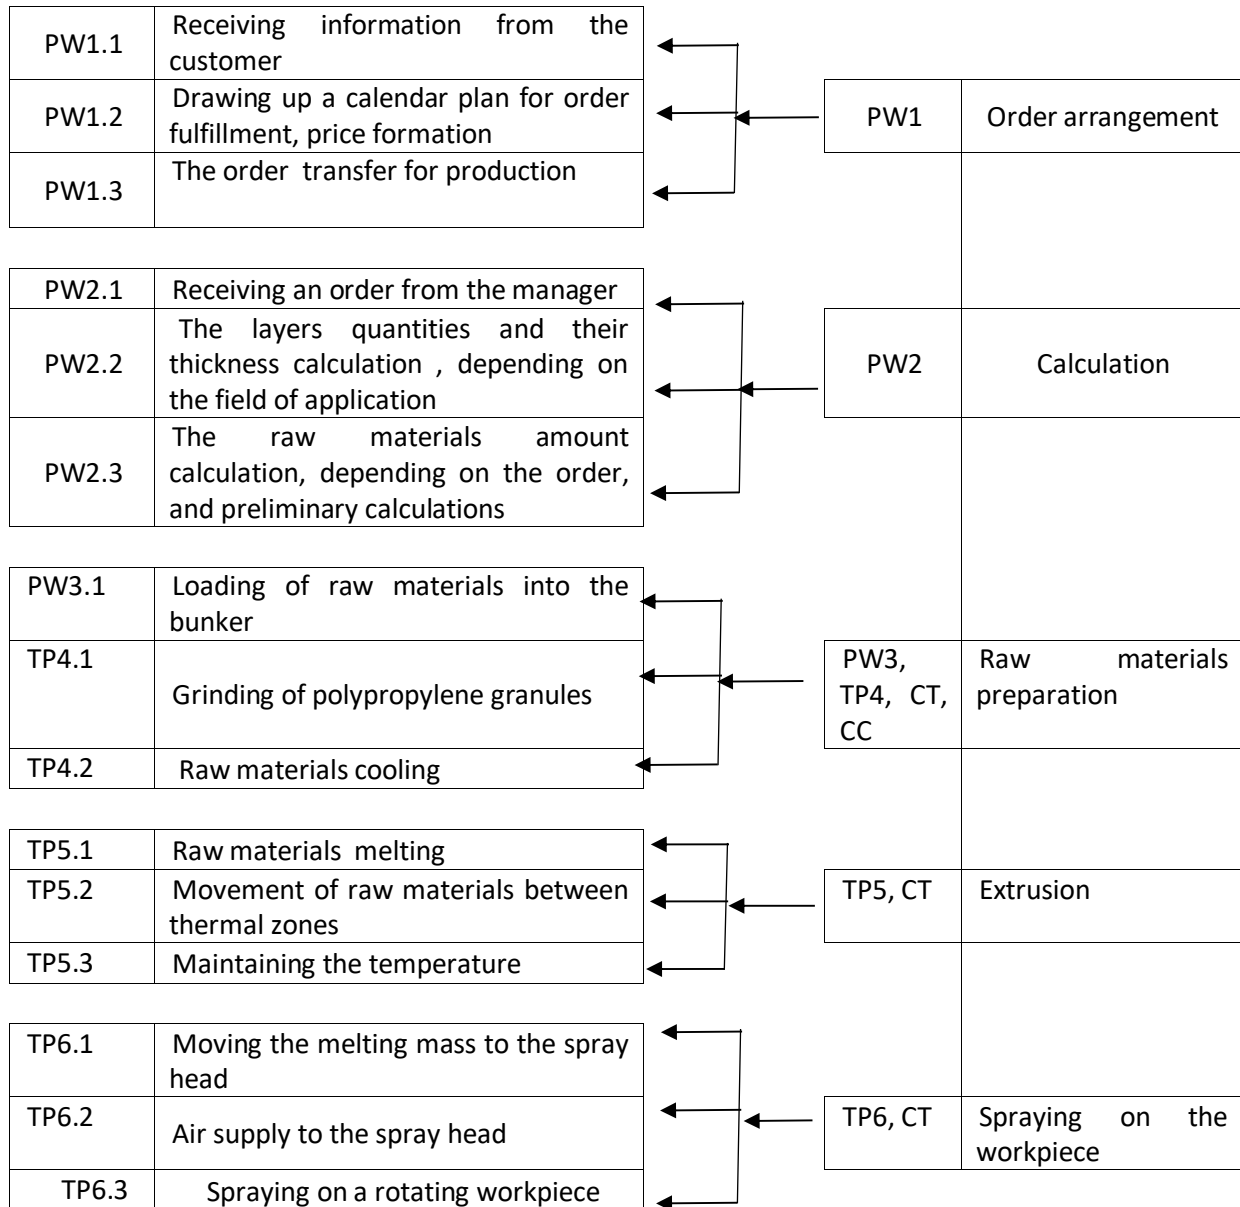 PW1.1
Receiving information from the
customer
PW1.2
Drawing up a calendar plan for order
fulfillment, price formation
PW1.3
The order transfer for production
PW1
Order arrangement
PW2.1
Receiving an order from the manager
PW2.2
The layers quantities and their
thickness calculation , depending on
the field of application
PW2.3
The raw materials amount
calculation, depending on the order,
and preliminary calculations
PW2
Calculation
PW3.1
Loading of raw materials into the
bunker
TP4.1
Grinding of polypropylene granules
TP4.2
Raw materials cooling
PW3,
TP4, CT,
CC
Raw materials
preparation
TP5.1
Raw materials melting
TP5.2
Movement of raw materials between
thermal zones
TP5.3
Maintaining the temperature
TP5, CT
Extrusion
TP6.1
Moving the melting mass to the spray
head
TP6.2
Air supply to the spray head
TP6.3
Spraying on a rotating workpiece
TP6, CT
Spraying on the
workpiece